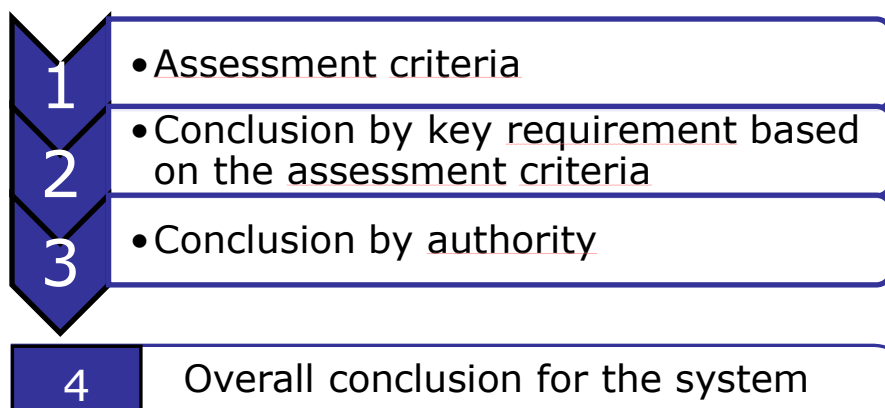 1
•Assessment criteria
2
•Conclusion by key requirement based
on the assessment criteria
3
•Conclusion by authority
4
Overall conclusion for the system